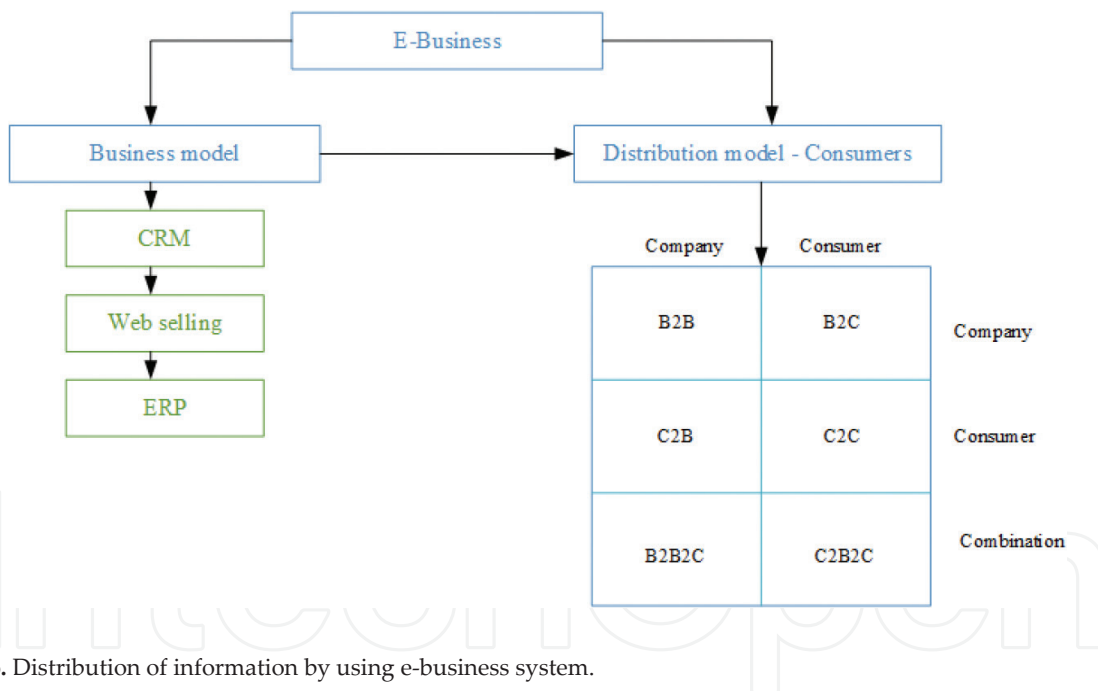 E-Business
Business model
Distribution model - Consumers
CRM
Web selling
ERP
Company
Consumer
B2B
B2C
Company
C2B
C2C
Consumer
B2B2C
C2B2C
Combination
. Distribution of information by using e-business system.